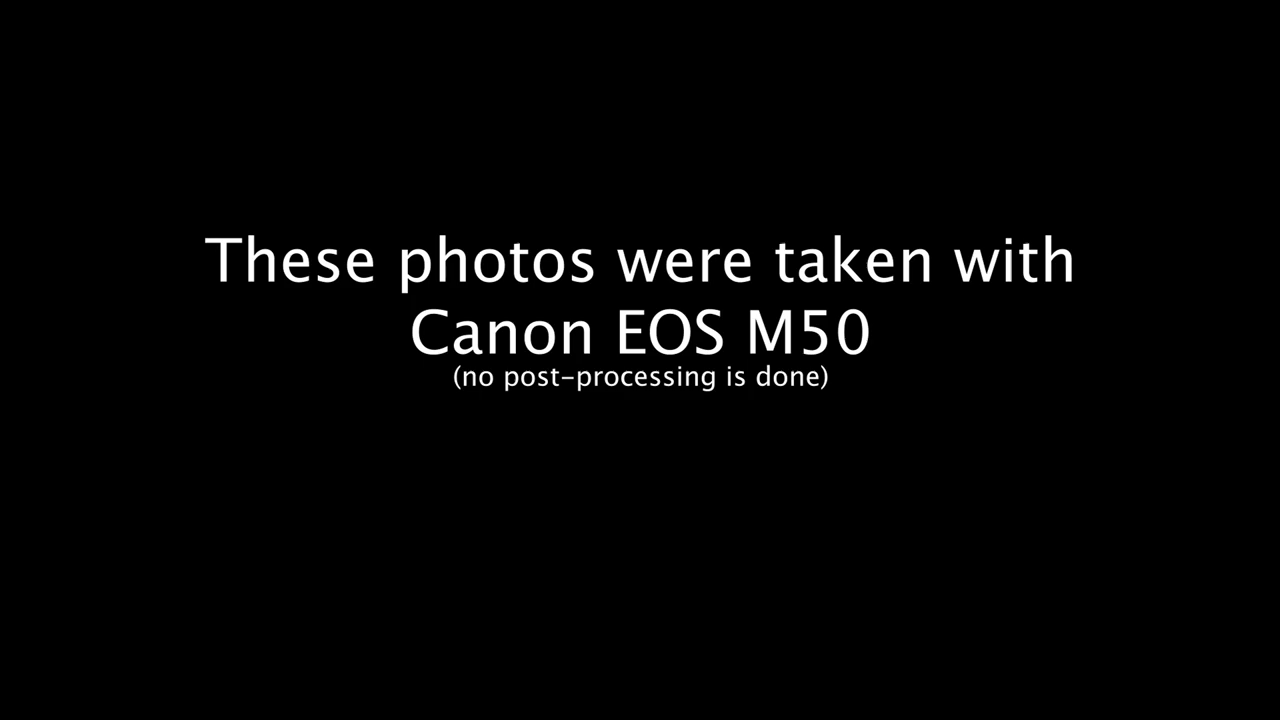 These photos were taken with
Canon EOS M50
(no post-processing is done)